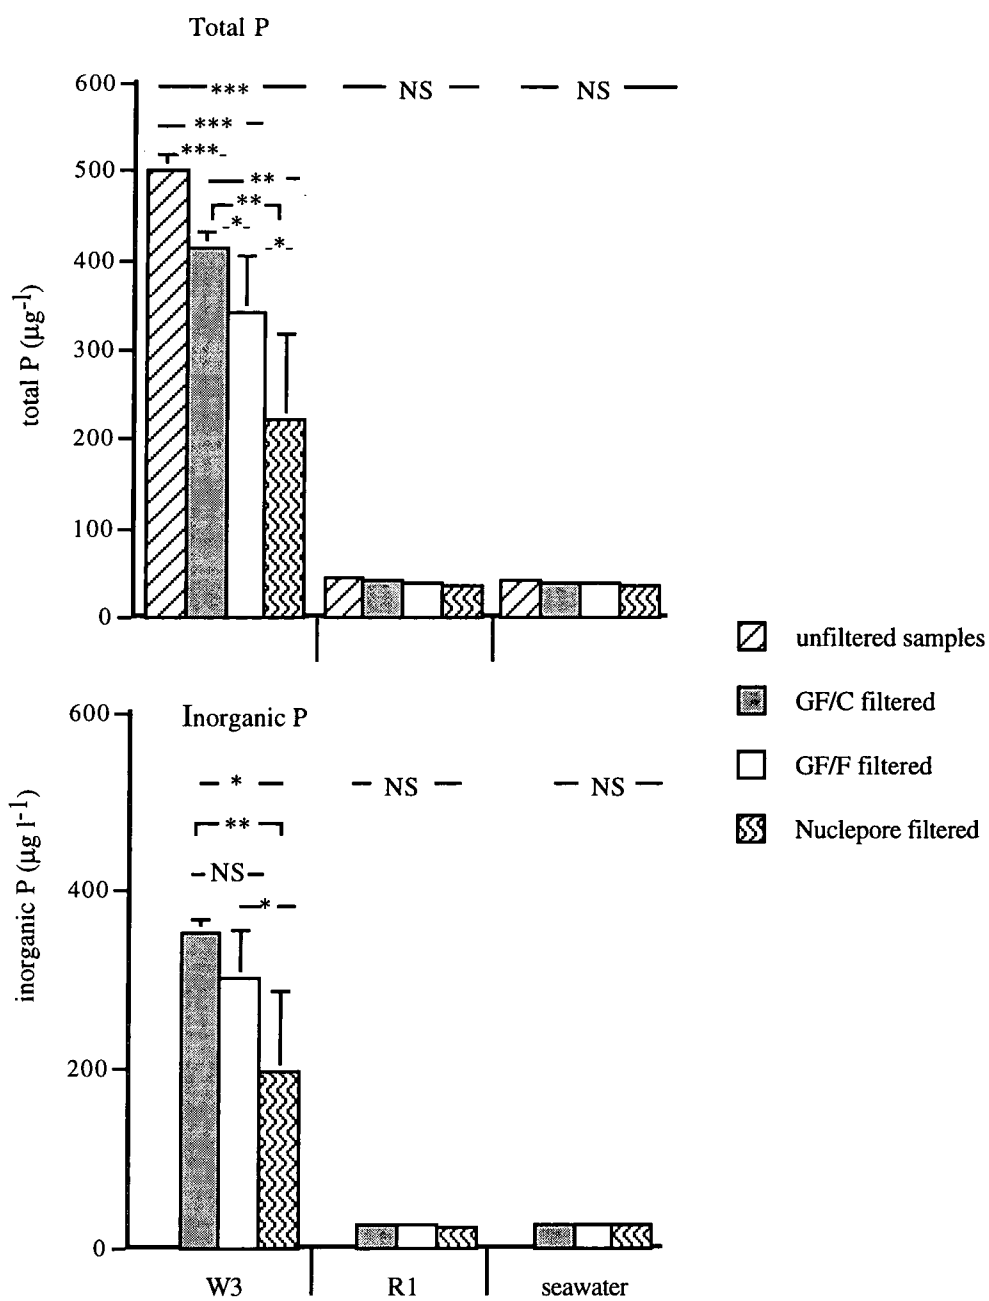 Total P
600
*** NS NS
***
500
***
**
**
*
*
400
300
200
100
0
total P (µg-1)
unfiltered samples
GF/C filtered
GF/F filtered
Nuclepore filtered
600
Inorganic P
* NS NS
**
NS
400
*
200
0
inorganic P (µg l-1)
W3 R1 seawater